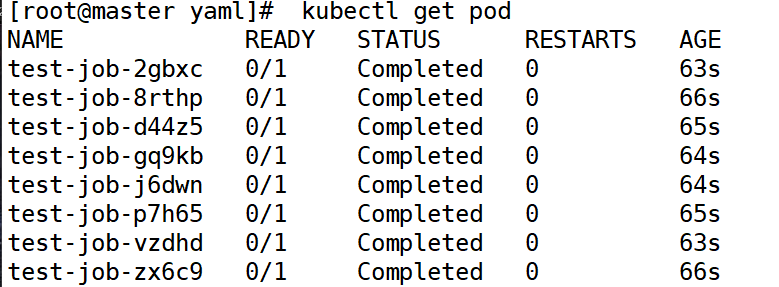 [root@master yaml]#  kubectl get pod
NAME             READY   STATUS      RESTARTS   AGE
test-job-2gbxc   0/1     Completed   0          63s
test-job-8rthp   0/1     Completed   0          66s
test-job-d44z5   0/1     Completed   0          65s
test-job-gq9kb   0/1     Completed   0          64s
test-job-j6dwn   0/1     Completed   0          64s
test-job-p7h65   0/1     Completed   0          65s
test-job-vzdhd   0/1     Completed   0          63s
test-job-zx6c9   0/1     Completed   0          66s